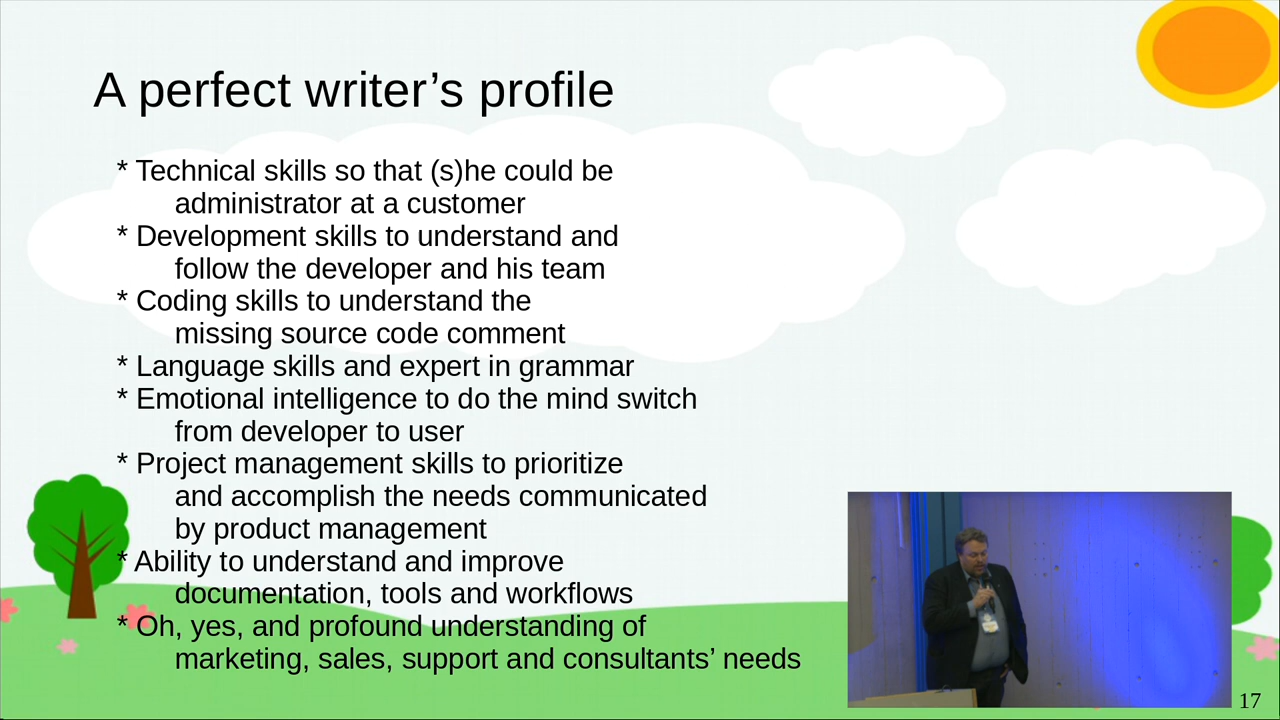 A perfect writer’s profile
* Technical skills so that (s)he could be
administrator at a customer
* Development skills to understand and
follow the developer and his team
* Coding skills to understand the
missing source code comment
* Language skills and expert in grammar
* Emotional intelligence to do the mind switch
from developer to user
* Project management skills to prioritize
and accomplish the needs communicated
by product management
* Ability to understand and improve
documentation, tools and workflows
* Oh, yes, and profound understanding of
marketing, sales, support and consultants’ needs
17